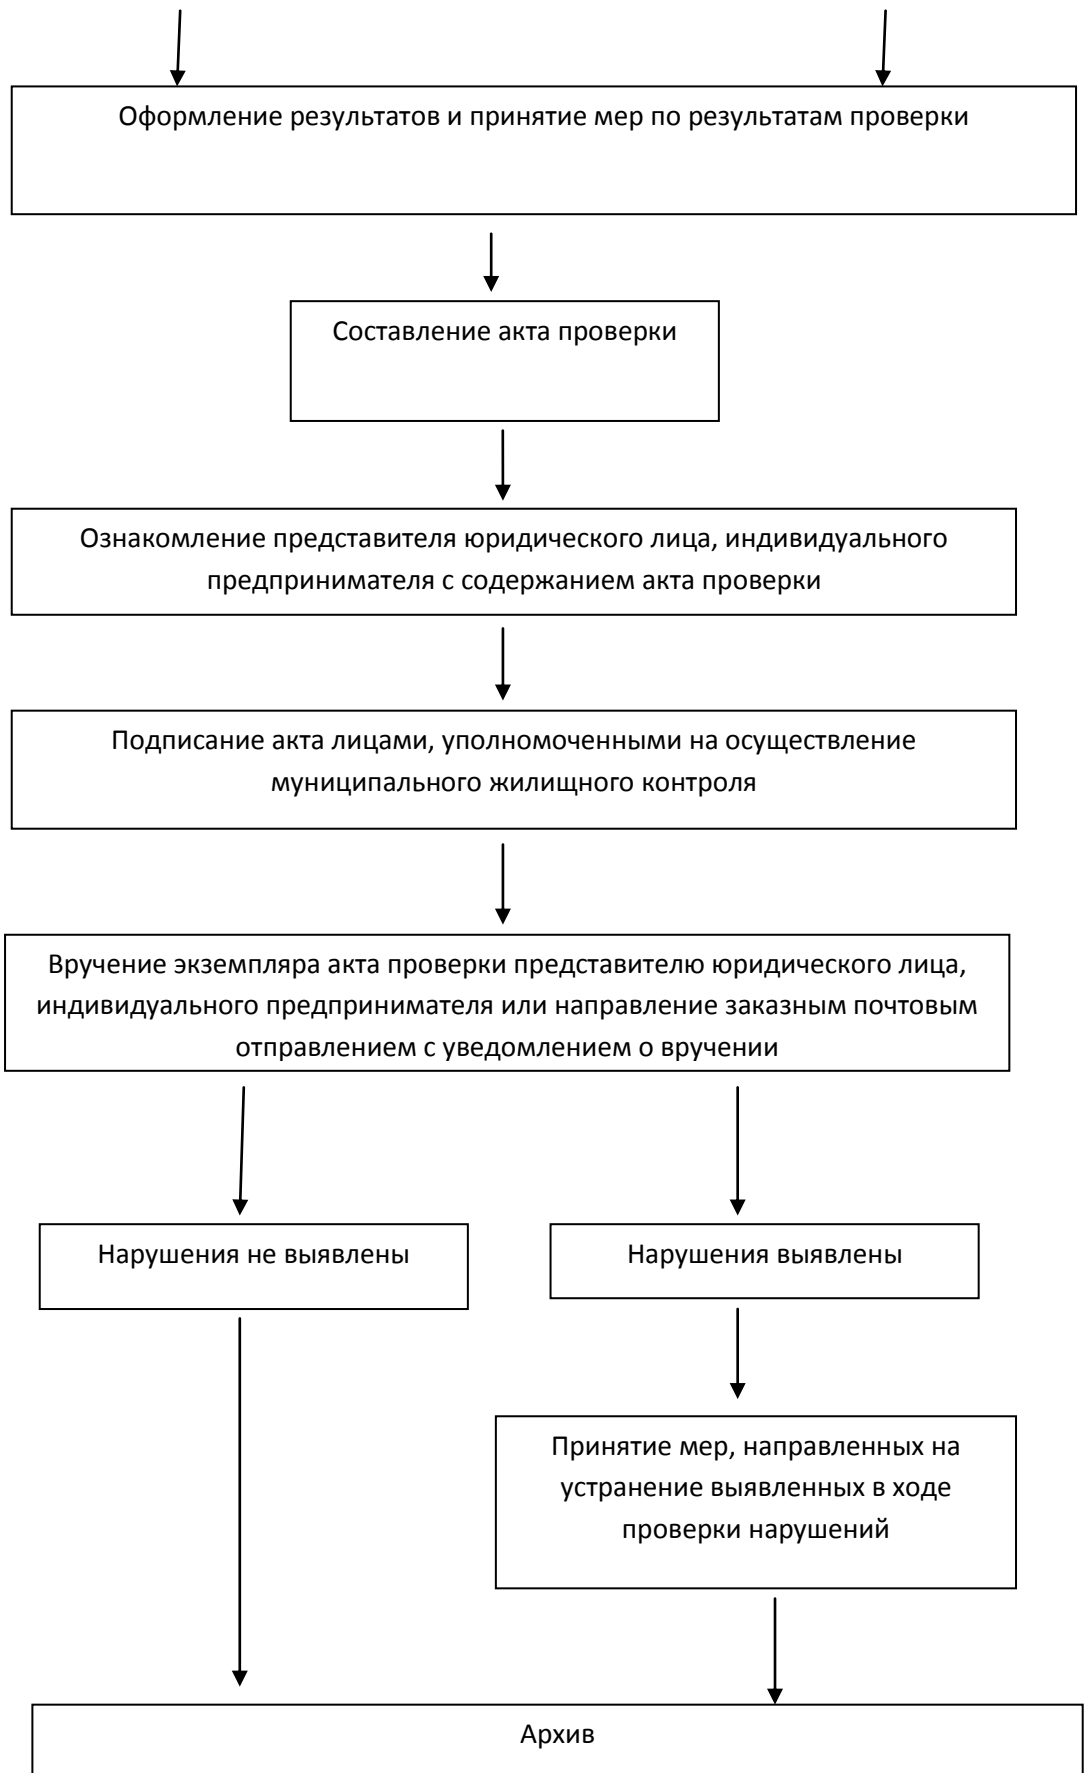 Оформление результатов и принятие мер по результатам проверки
Составление акта проверки
Ознакомление представителя юридического лица, индивидуального
предпринимателя с содержанием акта проверки
Подписание акта лицами, уполномоченными на осуществление
муниципального жилищного контроля
Вручение экземпляра акта проверки представителю юридического лица,
индивидуального предпринимателя или направление заказным почтовым
отправлением с уведомлением о вручении
Нарушения не выявлены
Нарушения выявлены
Принятие мер, направленных на
устранение выявленных в ходе
проверки нарушений
Архив